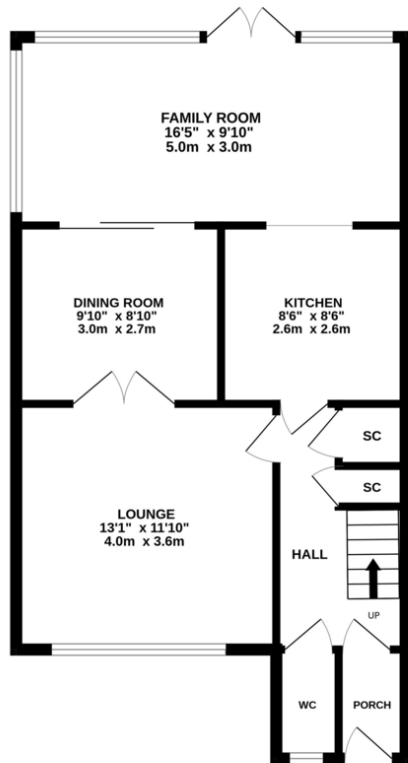 FAMILY ROOM
16'5" x 9'10"
5.0m x 3.0m
DINING ROOM
9'10" x 8'10"
3.0m x 2.7m
KITCHEN
8'6" x 8'6"
2.6m x 2.6m
SC
SC
LOUNGE
13'1" x 11'10"
4.0m x 3.6m
HALL
UP
WC
PORCH